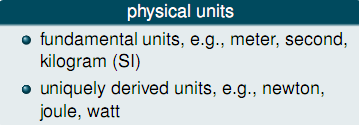 physical units
fundamental units, e.g., meter, second,
kilogram (SI)
uniquely derived units, e.g., newton,
joule, watt